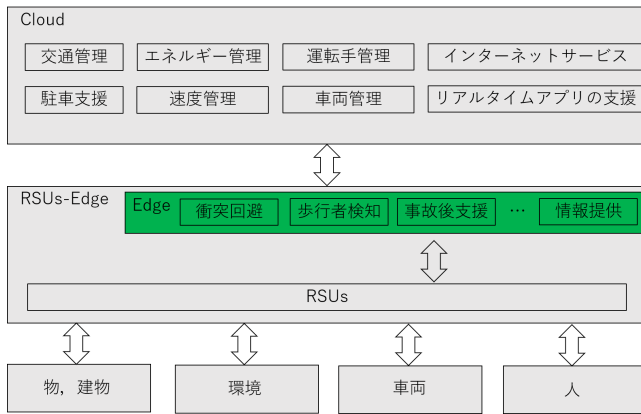 Cloud
交通管理 エネルギー管理 運転手管理 インターネットサービス
駐車支援 速度管理 車両管理 リアルタイムアプリの支援
RSUs-Edge Edge 衝突回避 歩行者検知 事故後支援 … 情報提供
RSUs
物，建物 環境 車両 人